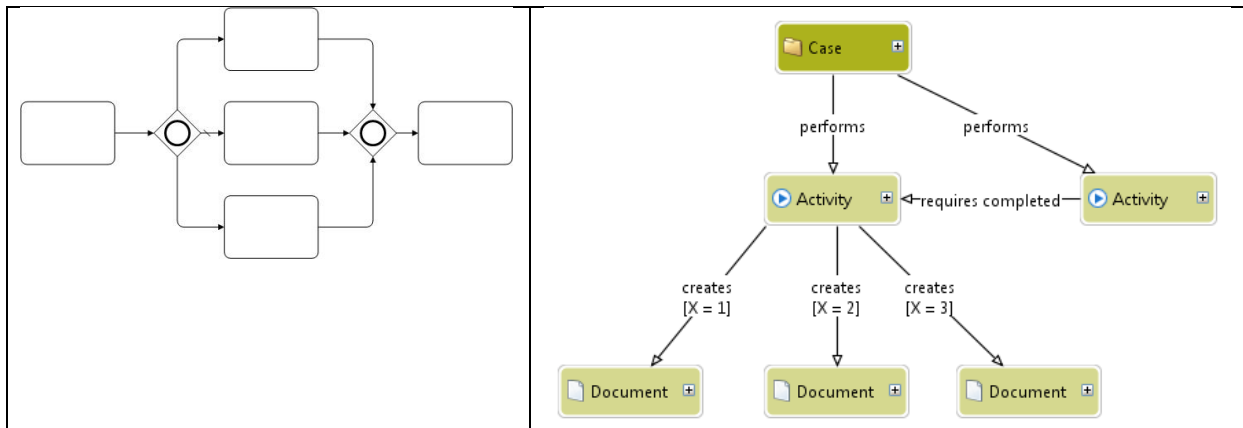 Case
performs
performs
Activity
requires completed
Activity
creates
[X = 1]
creates
[X = 2]
creates
[X = 3]
Document
Document
Document